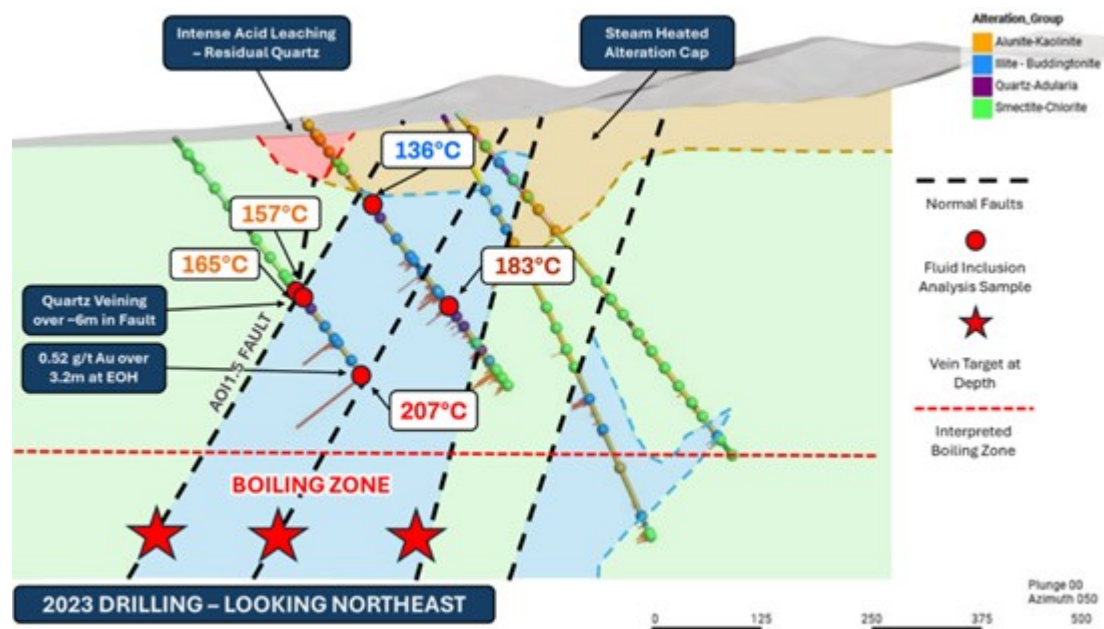 Intense Acid Leaching
– Residual Quartz
Steam Heated
Alteration Cap
Alteration_Group
Alunite-Kaolinite
Illite - Buddingtonite
Quartz-Adularia
Smectite-Chlorite
136°C
157°C
165°C
183°C
Quartz Veining
over ~6m in Fault
0.52 g/t Au over
3.2m at EOH
AOI1.5 FAULT
207°C
BOILING ZONE
Normal Faults
Fluid Inclusion
Analysis Sample
Vein Target at
Depth
Interpreted
Boiling Zone
2023 DRILLING – LOOKING NORTHEAST
Plunge 00
Azimuth 050
0 125 250 375 500